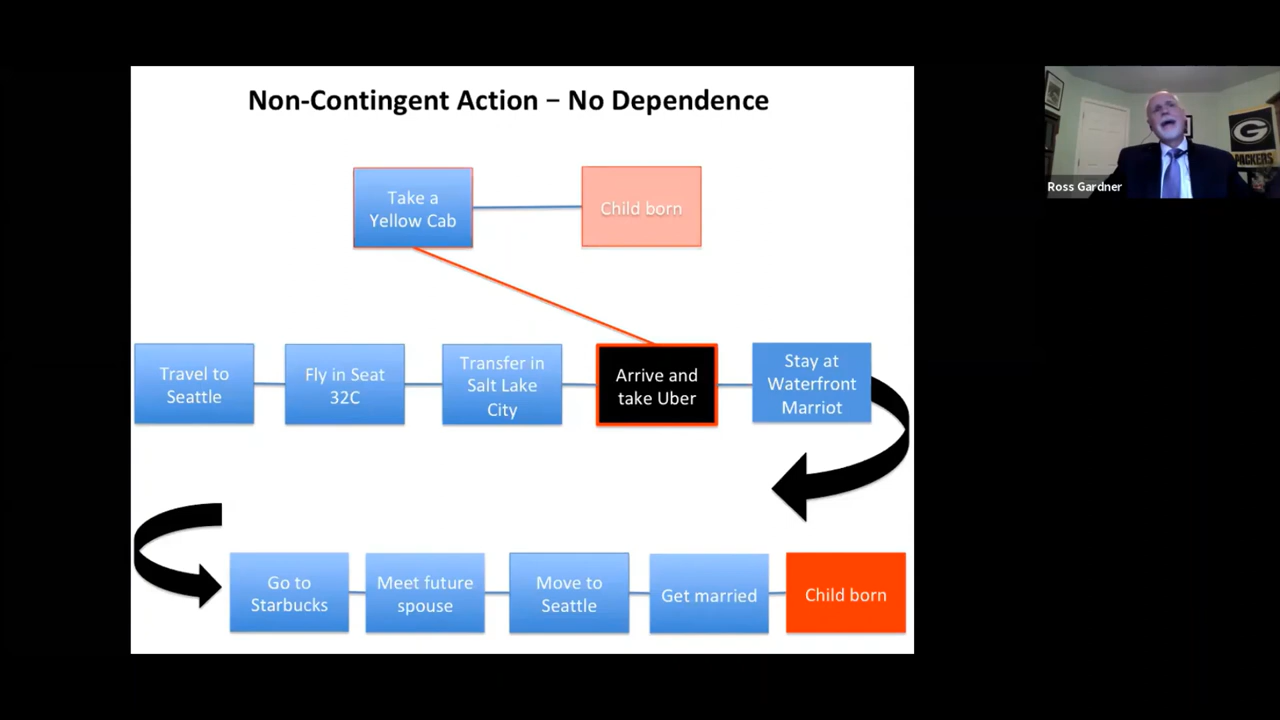 Non-Contingent Action – No Dependence
Take a
Yellow Cab
Child born
Travel to
Seattle
Fly in Seat
32C
Transfer in
Salt Lake
City
Arrive and
take Uber
Stay at
Waterfront
Marriot
Go to
Starbucks
Meet future
spouse
Move to
Seattle
Get married
Child born
G
PACKERS
Ross Gardner